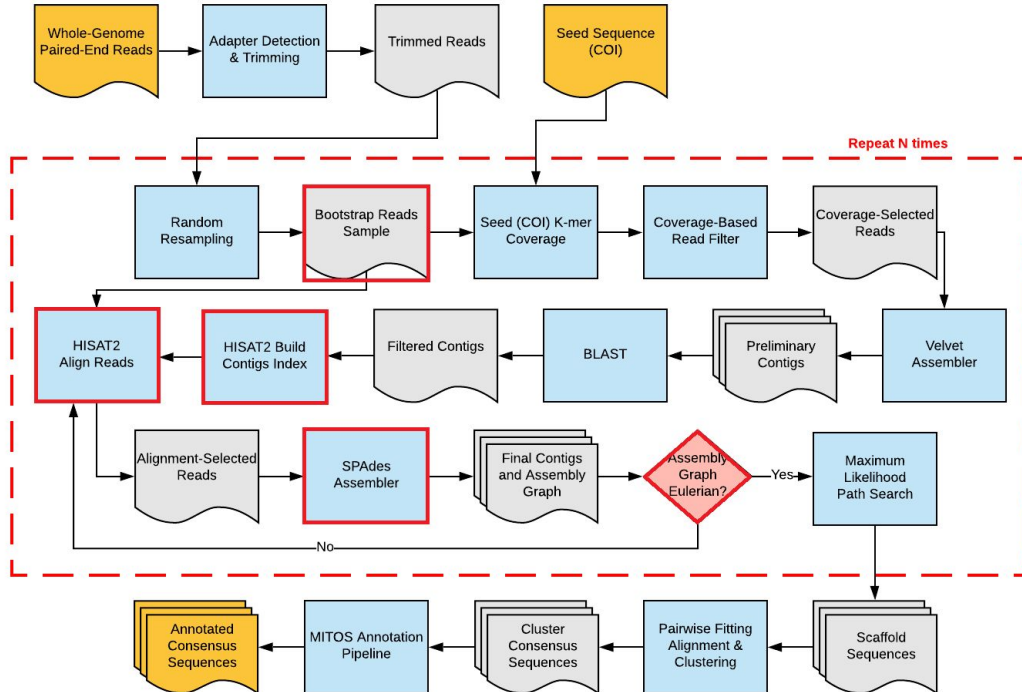 Whole-Genome
Paired-End Reads
Adapter Detection
& Trimming
Trimmed Reads
Seed Sequence
(COI)
Repeat N times
Random
Resampling
Bootstrap Reads
Sample
Seed (COI) K-mer
Coverage
Coverage-Based
Read Filter
Coverage-Selected
Reads
HISAT2
Align Reads
HISAT2 Build
Contigs Index
Filtered Contigs
BLAST
Preliminary
Contigs
Velvet
Assembler
Alignment-Selected
Reads
SPAdes
Assembler
Final Contigs
and Assembly
Graph
Assembly
Graph
Eulerian?
Yes
Maximum
Likelihood
Path Search
No
Annotated
Consensus
Sequences
MITOS Annotation
Pipeline
Cluster
Consensus
Sequences
Pairwise Fitting
Alignment &
Clustering
Scaffold
Sequences